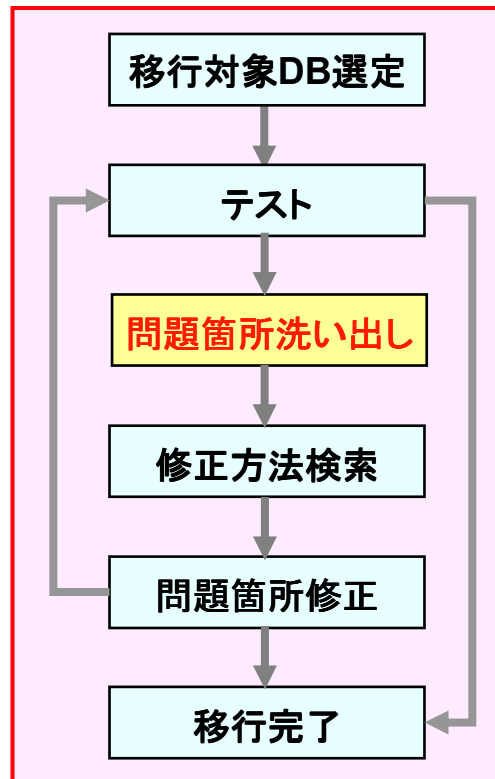 移行対象DB選定
テスト
問題箇所洗い出し
修正方法検索
問題箇所修正
移行完了